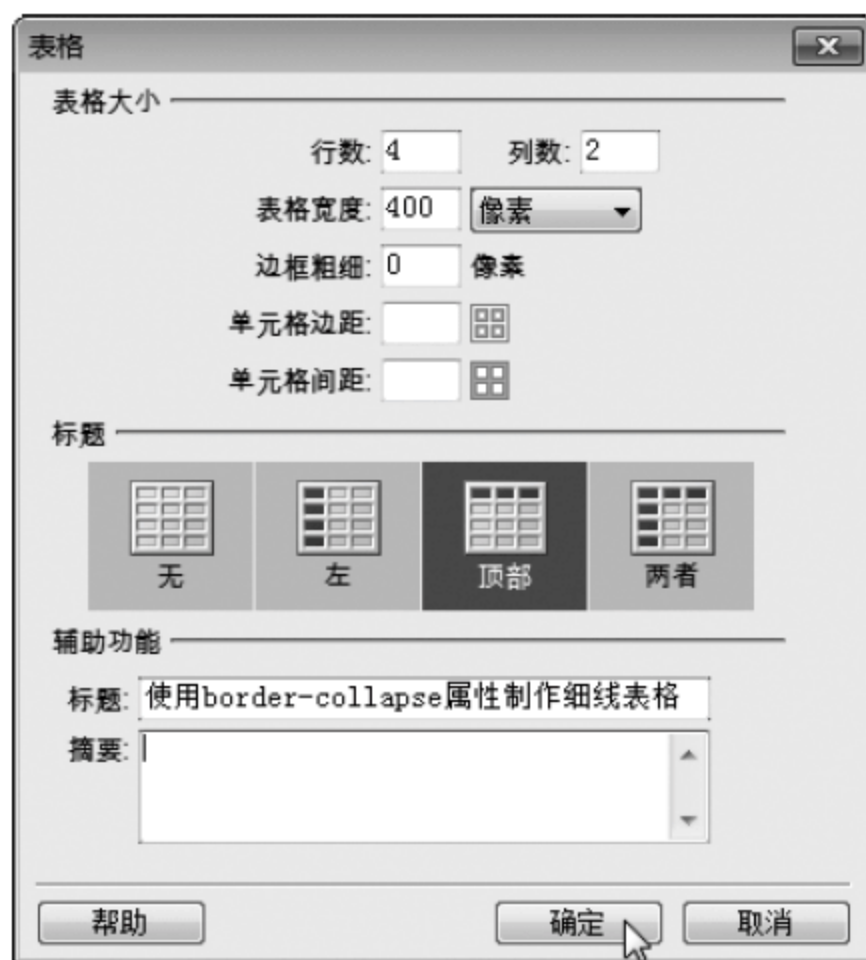 表格
表格大小
行数: 4 列数: 2
表格宽度: 400 像素
边框粗细: 0 像素
单元格边距:
单元格间距:
标题
无 左 顶部 两者
辅助功能
标题: 使用border-collapse属性制作细线表格
摘要:
帮助 确定 取消